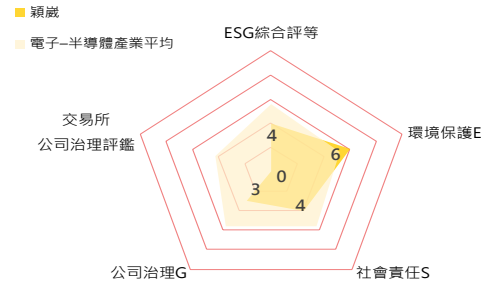 穎崴
電子–半導體產業平均
ESG綜合評等
交易所
公司治理評鑑
環境保護E
4
6
0
3
4
公司治理G
社會責任S